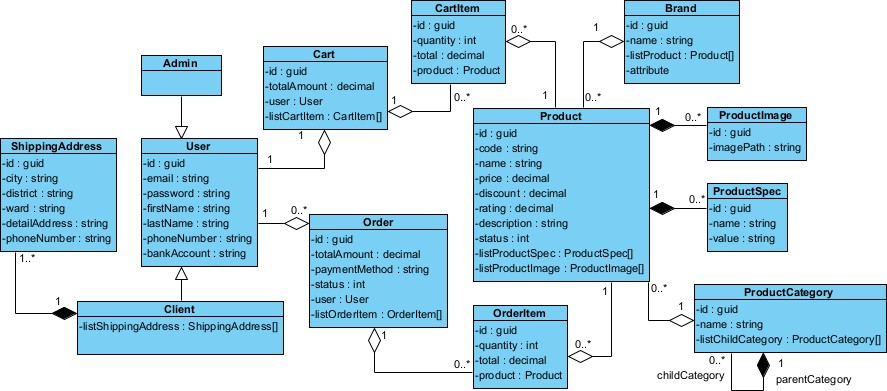 Admin
ShippingAddress
-id : guid
-city : string
-district : string
-ward : string
-detailAddress : string
-phoneNumber : string
1..*
User
-id : guid
-email : string
-password : string
-firstName : string
-lastName : string
-phoneNumber : string
-bankAccount : string
1
Client
-listShippingAddress : ShippingAddress[]
Cart
-id : guid
-totalAmount : decimal
-user : User
-listCartItem : CartItem[]
1
1
1
0..*
CartItem
-id : guid
-quantity : int
-total : decimal
-product : Product
0..*
1
Brand
-id : guid
-name : string
-listProduct : Product[]
-attribute
1
0..*
Product
-id : guid
-code : string
-name : string
-price : decimal
-discount : decimal
-rating : decimal
-description : string
-status : int
-listProductSpec : ProductSpec[]
-listProductImage : ProductImage[]
1
0..*
ProductImage
-id : guid
-imagePath : string
1
0..*
ProductSpec
-id : guid
-name : string
-value : string
1
0..*
Order
-id : guid
-totalAmount : decimal
-paymentMethod : string
-status : int
-user : User
-listOrderItem : OrderItem[]
1
0..*
OrderItem
-id : guid
-quantity : int
-total : decimal
-product : Product
0..*
1
0..*
1
ProductCategory
-id : guid
-name : string
-listChildCategory : ProductCategory[]
0..*
1
childCategory
parentCategory